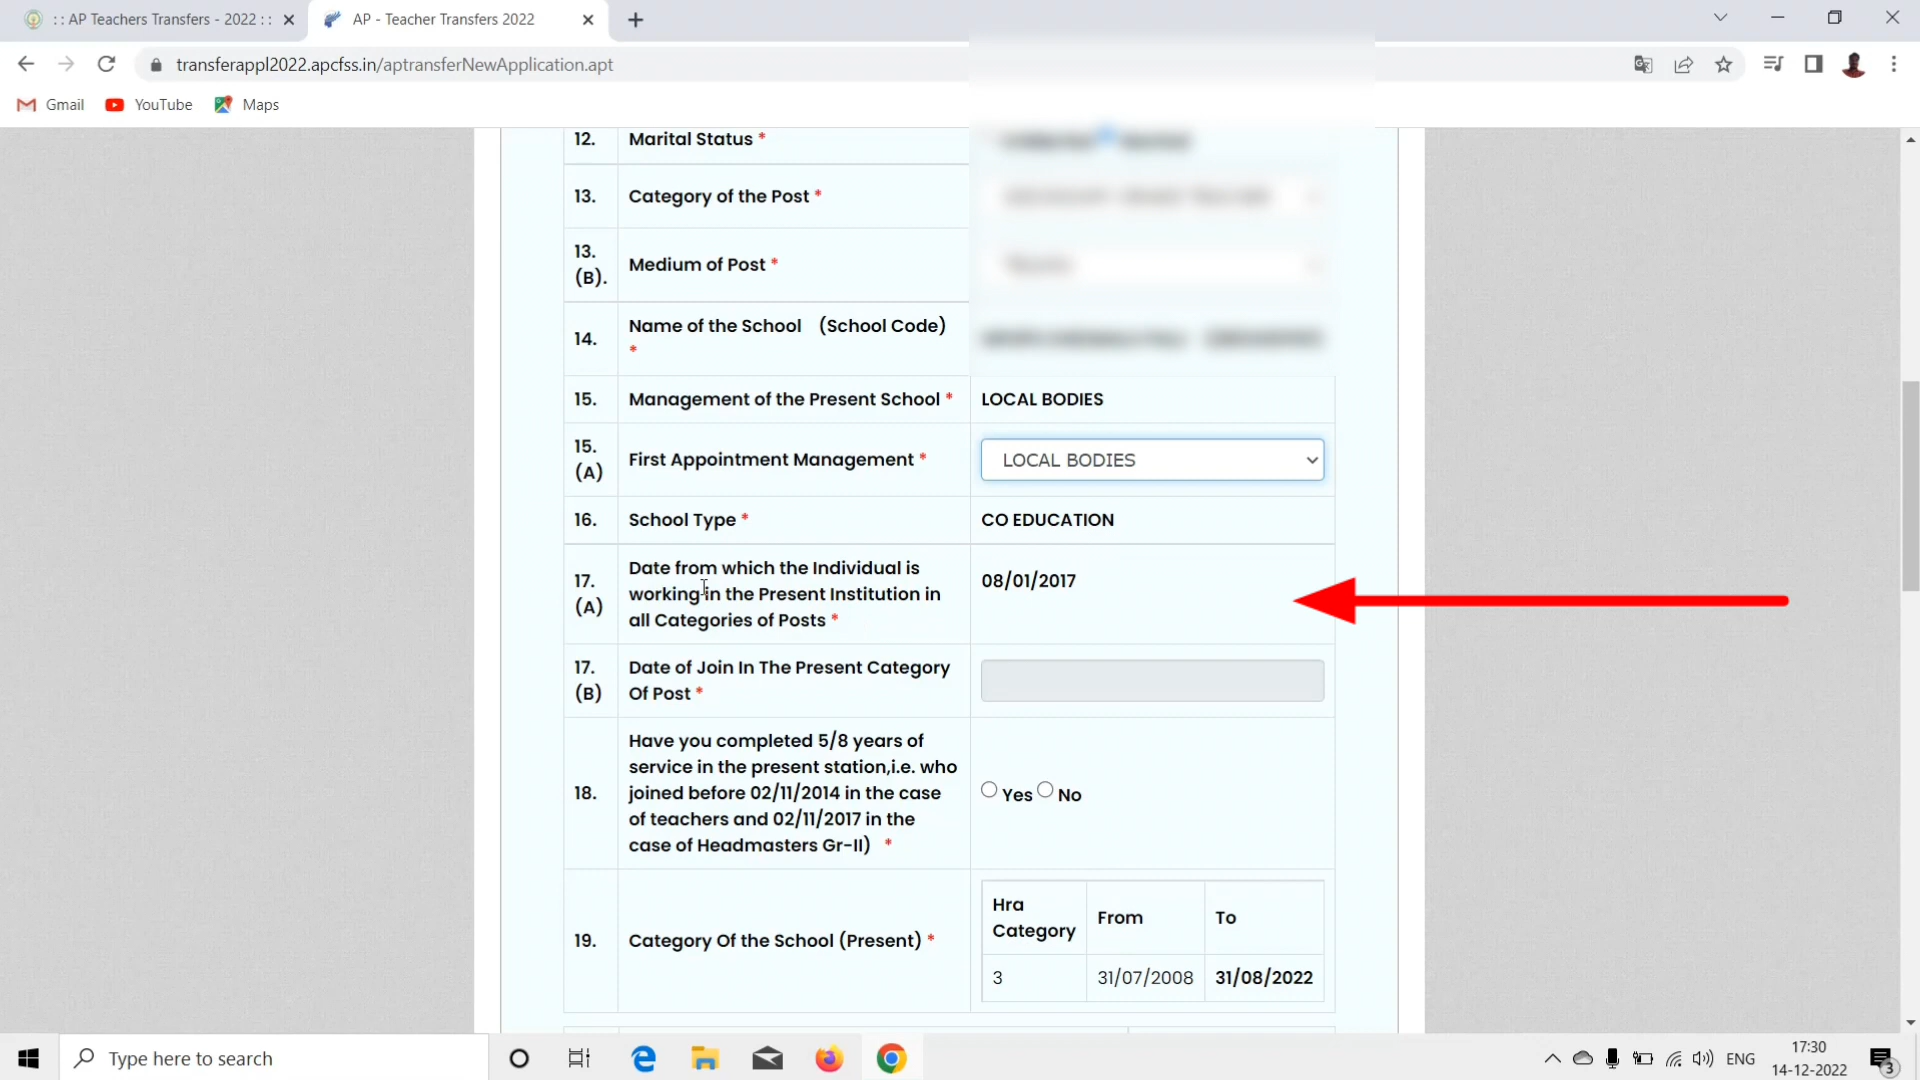 : : AP Teachers Transfers - 2022 : :
AP - Teacher Transfers 2022
transferappl2022.apcfss.in/aptransferNewApplication.apt
Gmail YouTube Maps
12. Marital Status *
13. Category of the Post *
13. (B). Medium of Post *
14. Name of the School (School Code)
*
15. Management of the Present School * LOCAL BODIES
15. (A) First Appointment Management * LOCAL BODIES
16. School Type * CO EDUCATION
17. (A) Date from which the Individual is
working in the Present Institution in
all Categories of Posts *
08/01/2017
17. (B) Date of Join In The Present Category
Of Post *
18. Have you completed 5/8 years of
service in the present station,i.e. who
joined before 02/11/2014 in the case
of teachers and 02/11/2017 in the
case of Headmasters Gr-II) *
Yes No
19. Category Of the School (Present) *
Hra Category From To
3 31/07/2008 31/08/2022
Type here to search
ENG
17:30
14-12-2022
3